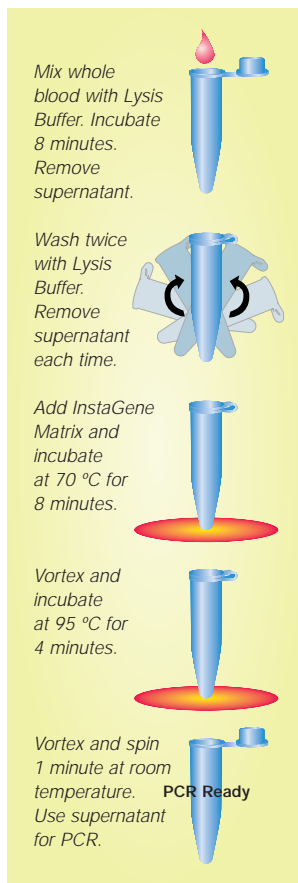 Mix whole
blood with Lysis
Buffer. Incubate
8 minutes.
Remove
supernatant.
Wash twice
with Lysis
Buffer.
Remove
supernatant
each time.
Add InstaGene
Matrix and
incubate
at 70 ºC for
8 minutes.
Vortex and
incubate
at 95 ºC for
4 minutes.
Vortex and spin
1 minute at room
temperature.
Use supernatant
for PCR.
PCR Ready